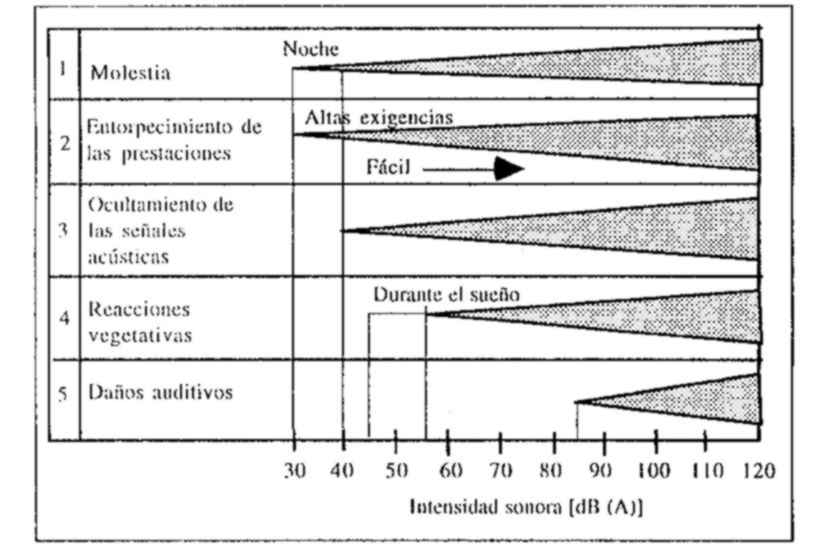 Noche
1 Molestia
Altas exigencias
2 Entorpecimiento de
las prestaciones
Fácil
3 Ocultamiento de
las señales
acústicas
Durante el sueño
4 Reacciones
vegetativas
5 Daños auditivos
30 40 50 60 70 80 90 100 110 120
Intensidad sonora [dB (A)]